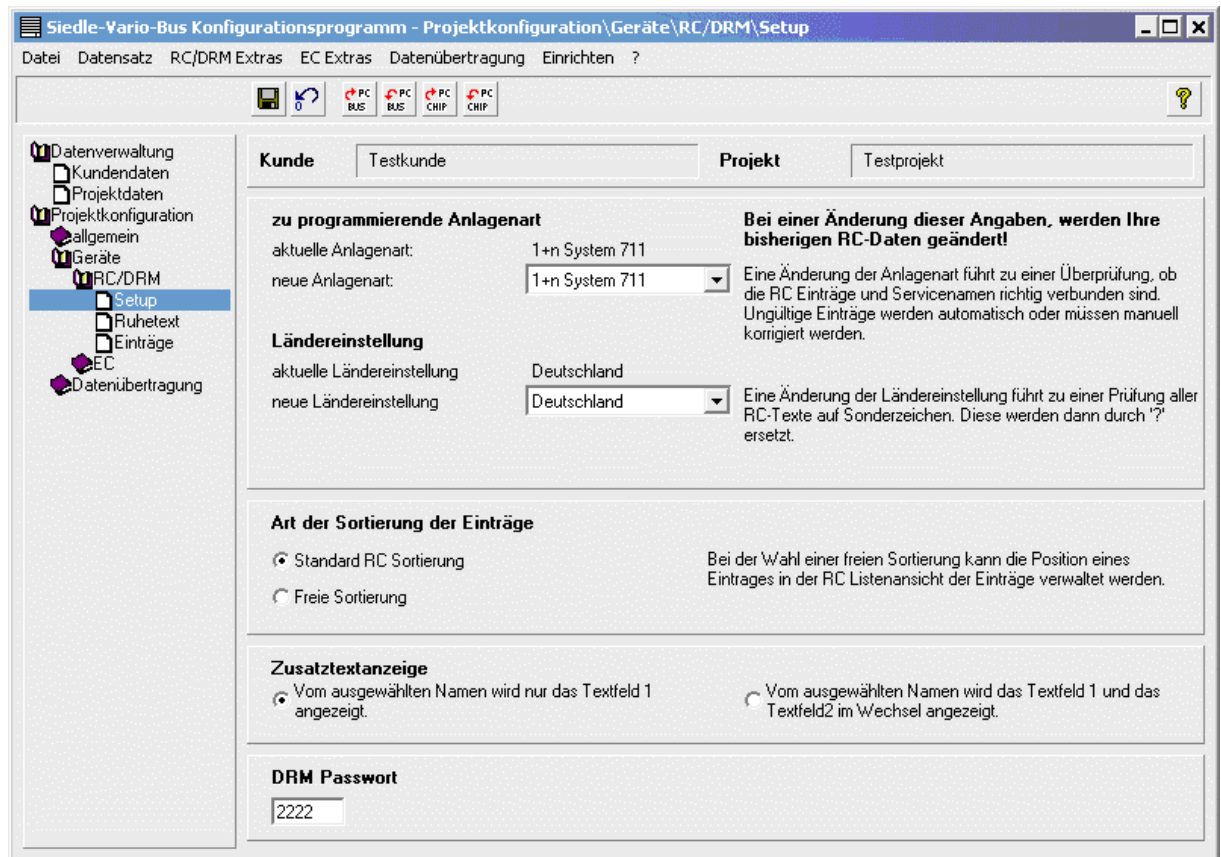 Siedle-Vario-Bus Konfigurationsprogramm - Projektkonfiguration\Geräte\RC/DRM\Setup
Datei Datensatz RC/DRM Extras EC Extras Datenübertragung Einrichten ?
0 PC BUS PC BUS PC CHIP PC CHIP ?
Datenverwaltung
Kundendaten
Projektdaten
Projektkonfiguration
allgemein
Geräte
RC/DRM
Setup
Ruhetext
Einträge
EC
Datenübertragung
Kunde Testkunde Projekt Testprojekt
zu programmierende Anlagenart
aktuelle Anlagenart: 1+n System 711
neue Anlagenart: 1+n System 711
Bei einer Änderung dieser Angaben, werden Ihre
bisherigen RC-Daten geändert!
Eine Änderung der Anlagenart führt zu einer Überprüfung, ob
die RC Einträge und Servicenamen richtig verbunden sind.
Ungültige Einträge werden automatisch oder müssen manuell
korrigiert werden.
Ländereinstellung
aktuelle Ländereinstellung Deutschland
neue Ländereinstellung Deutschland
Eine Änderung der Ländereinstellung führt zu einer Prüfung aller
RC-Texte auf Sonderzeichen. Diese werden dann durch '?'
ersetzt.
Art der Sortierung der Einträge
Standard RC Sortierung
Freie Sortierung
Bei der Wahl einer freien Sortierung kann die Position eines
Eintrages in der RC Listenansicht der Einträge verwaltet werden.
Zusatztextanzeige
Vom ausgewählten Namen wird nur das Textfeld 1
angezeigt.
Vom ausgewählten Namen wird das Textfeld 1 und das
Textfeld2 im Wechsel angezeigt.
DRM Passwort
2222